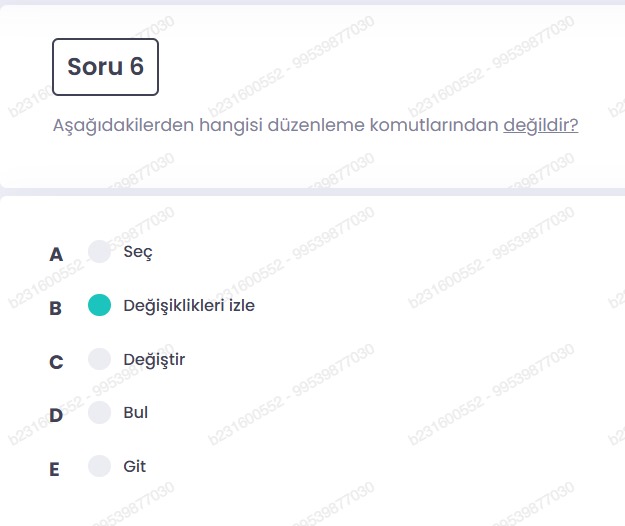 Soru 6
Aşağıdakilerden hangisi düzenleme komutlarından değildir?
A Seç
B Değişiklikleri izle
C Değiştir
D Bul
E Git
b231600552 - 99539877030